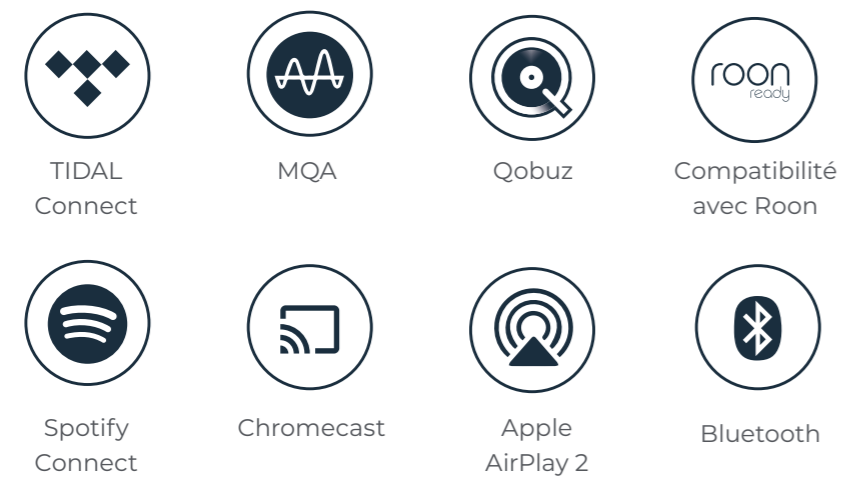 roon
ready
TIDAL
Connect
MQA
Qobuz
Compatibilité
avec Roon
Spotify
Connect
Chromecast
Apple
AirPlay 2
Bluetooth